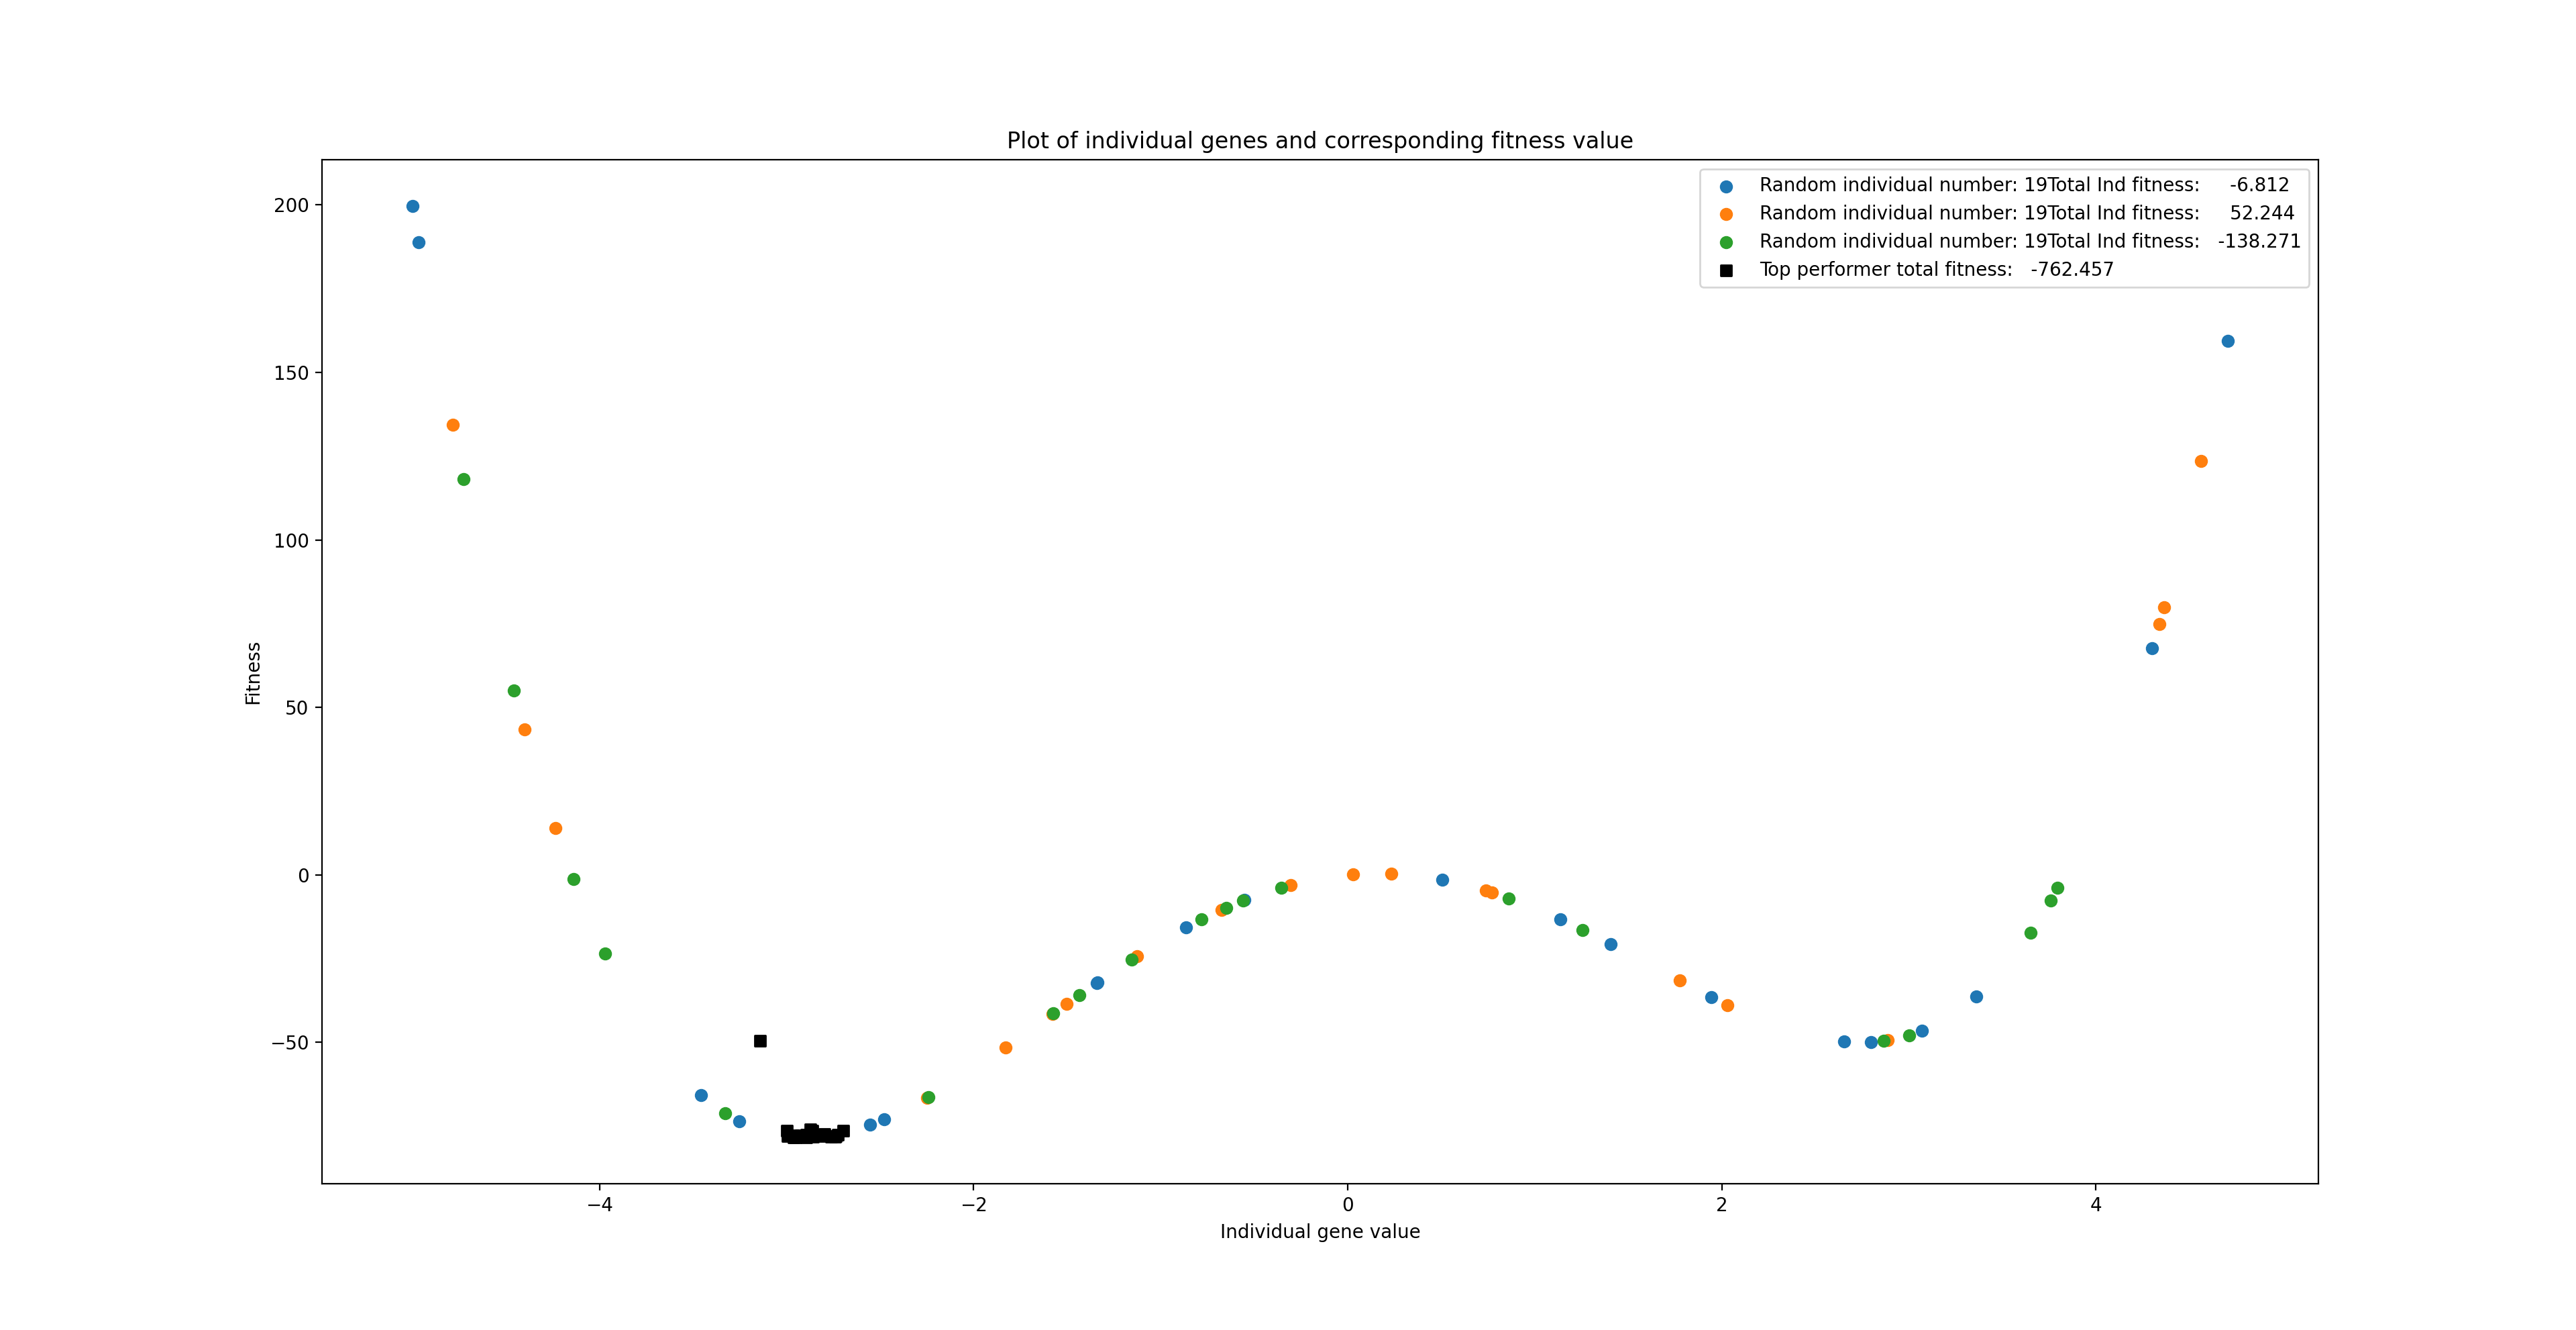 Plot of individual genes and corresponding fitness value
Random individual number: 19Total Ind fitness: -6.812
Random individual number: 19Total Ind fitness: 52.244
Random individual number: 19Total Ind fitness: -138.271
Top performer total fitness: -762.457
200
150
100
50
0
−50
Fitness
−4 −2 0 2 4
Individual gene value